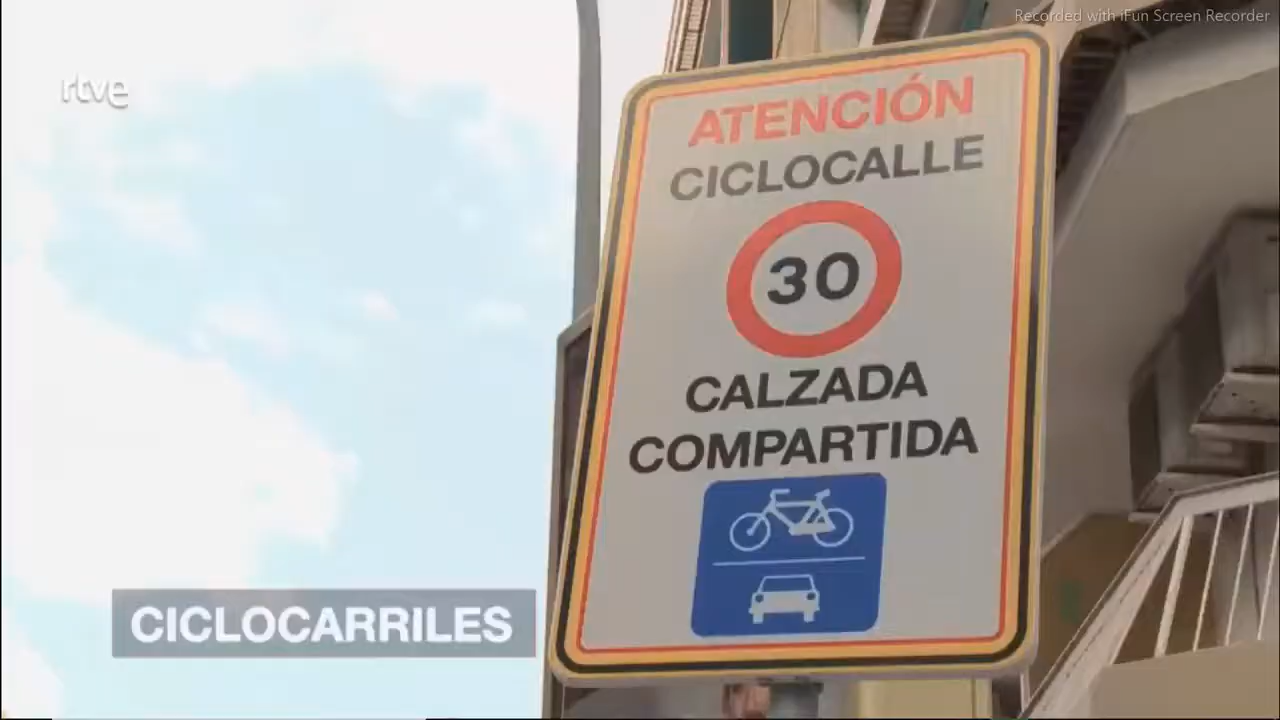 Recorded with iFun Screen Recorder
rtve
ATENCIÓN
CICLOCALLE
30
CALZADA
COMPARTIDA
CICLOCARRILES